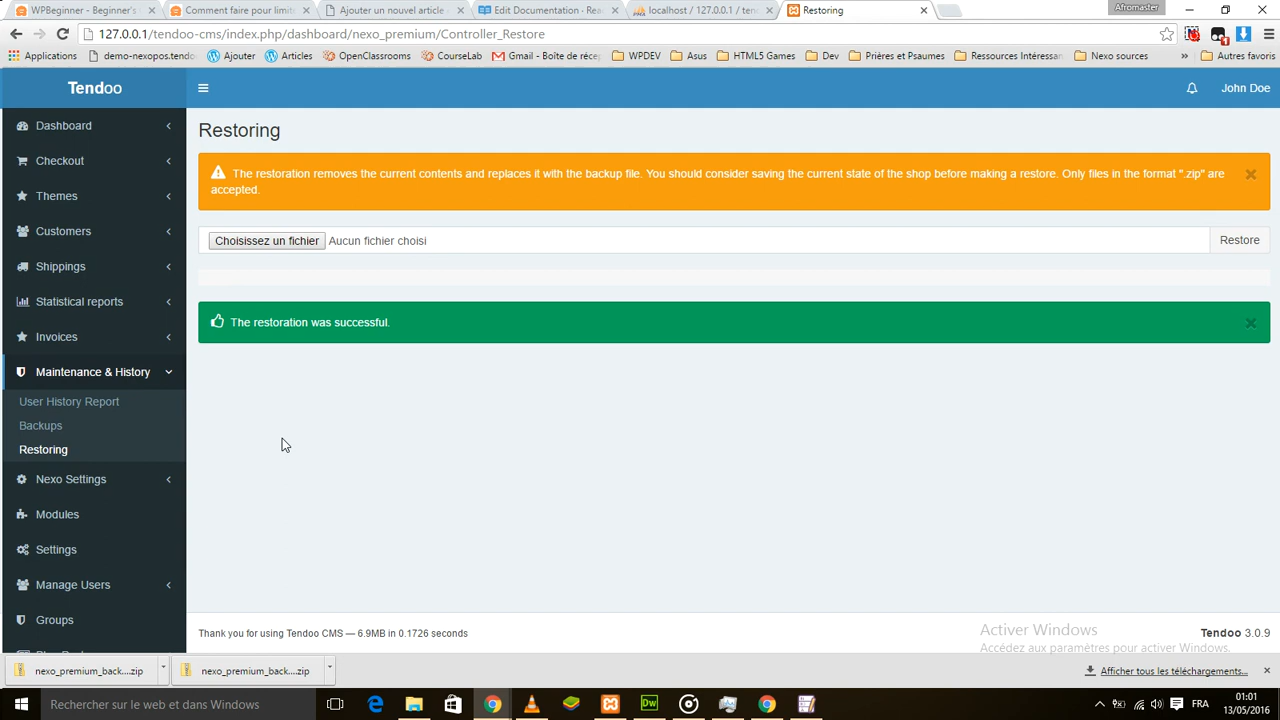 WPBeginner - Beginner's
Comment faire pour limite
Ajouter un nouvel article
Edit Documentation - Rea
localhost / 127.0.0.1 / tend
Restoring
Afromaster
127.0.0.1/tendoo-cms/index.php/dashboard/nexo_premium/Controller_Restore
Applications
demo-nexopos.tendo
Ajouter
Articles
OpenClassrooms
CourseLab
Gmail - Boîte de récep
WPDEV
Asus
HTML5 Games
Dev
Prières et Psaumes
Ressources Intéressan
Nexo sources
»
Autres favoris
Tendoo
John Doe
Dashboard
Checkout
Themes
Customers
Shippings
Statistical reports
Invoices
Maintenance & History
User History Report
Backups
Restoring
Nexo Settings
Modules
Settings
Manage Users
Groups
Restoring
The restoration removes the current contents and replaces it with the backup file. You should consider saving the current state of the shop before making a restore. Only files in the format ".zip" are
accepted.
Choisissez un fichier Aucun fichier choisi
Restore
The restoration was successful.
Thank you for using Tendoo CMS — 6.9MB in 0.1726 seconds
Tendoo 3.0.9
Activer Windows
Accédez aux paramètres pour activer Windows.
nexo_premium_back....zip
nexo_premium_back....zip
Afficher tous les téléchargements...
Rechercher sur le web et dans Windows
FRA
01:01
13/05/2016